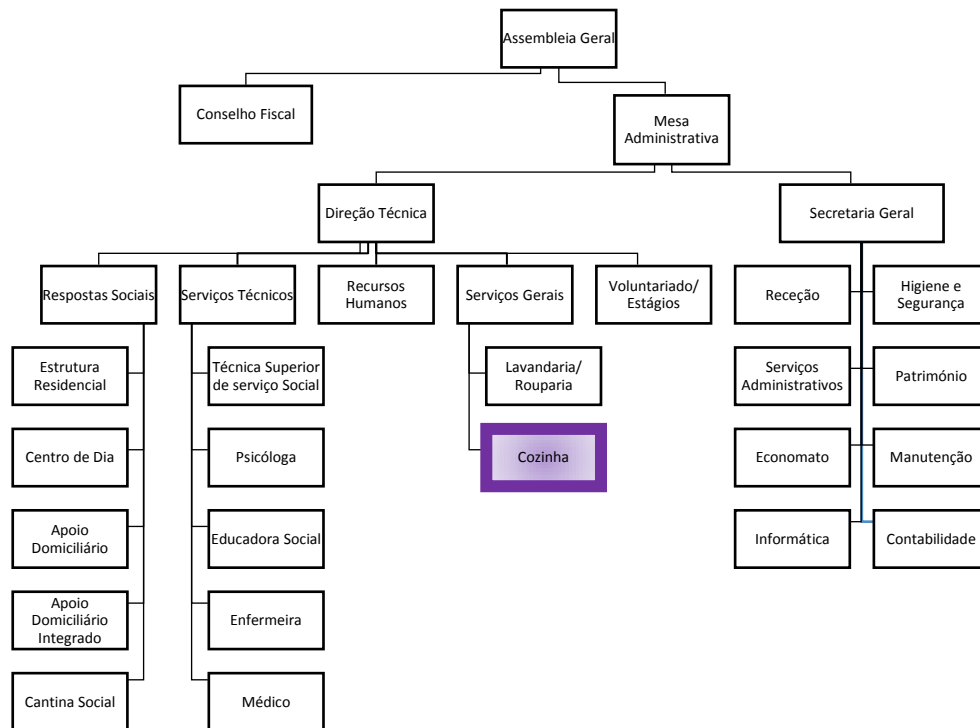 Assembleia Geral
Conselho Fiscal
Mesa
Administrativa
Direção Técnica
Secretaria Geral
Respostas Sociais
Serviços Técnicos
Recursos
Humanos
Serviços Gerais
Voluntariado/
Estágios
Receção
Higiene e
Segurança
Estrutura
Residencial
Técnica Superior
de serviço Social
Lavandaria/
Rouparia
Serviços
Administrativos
Património
Centro de Dia
Psicóloga
Cozinha
Economato
Manutenção
Apoio
Domiciliário
Educadora Social
Informática
Contabilidade
Apoio
Domiciliário
Integrado
Enfermeira
Cantina Social
Médico